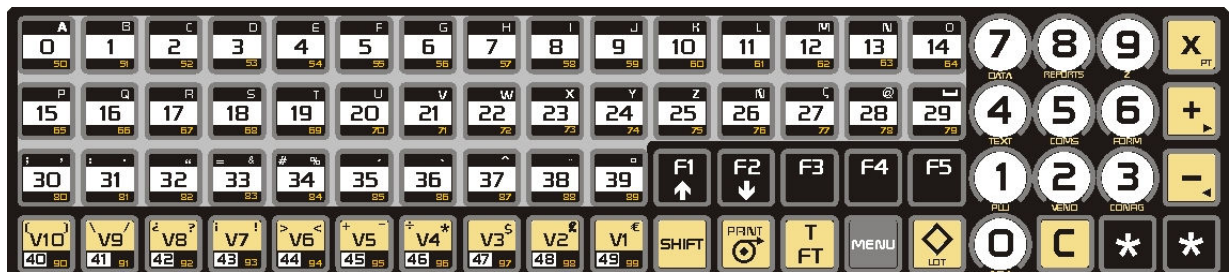 A B C D E F G H I J K L M N O
0 1 2 3 4 5 6 7 8 9 10 11 12 13 14 7 8 9 X
50 51 52 53 54 55 56 57 58 59 60 61 62 63 64 DATA REPORTS Z PT
P Q R S T U V W X Y Z Ñ Ç @
15 16 17 18 19 20 21 22 23 24 25 26 27 28 29 4 5 6 +
65 66 67 68 69 70 71 72 73 74 75 76 77 78 79 TEXT COMS FORM
; , : . " = & # % ´ ` ^ ¨ º
30 31 32 33 34 35 36 37 38 39 F1 F2 F3 F4 F5 1 2 3 -
80 81 82 83 84 85 86 87 88 89 PLU VEND CONFIG
( ) \ / ¿ ? ¡ ! > < + - ÷ * $ £ €
V10 V9 V8 V7 V6 V5 V4 V3 V2 V1 SHIFT PRINT T FT MENU LOT 0 C * *
40 90 41 91 42 92 43 93 44 94 45 95 46 96 47 97 48 98 49 99